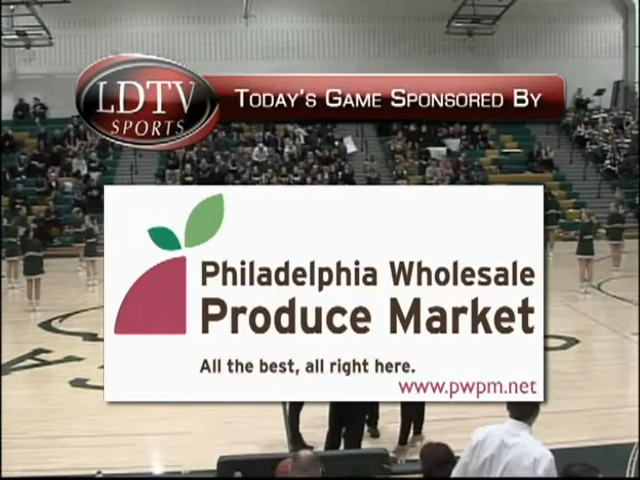 LDTV
SPORTS
TODAY'S GAME SPONSORED BY
Philadelphia Wholesale
Produce Market
All the best, all right here.
www.pwpm.net
CA